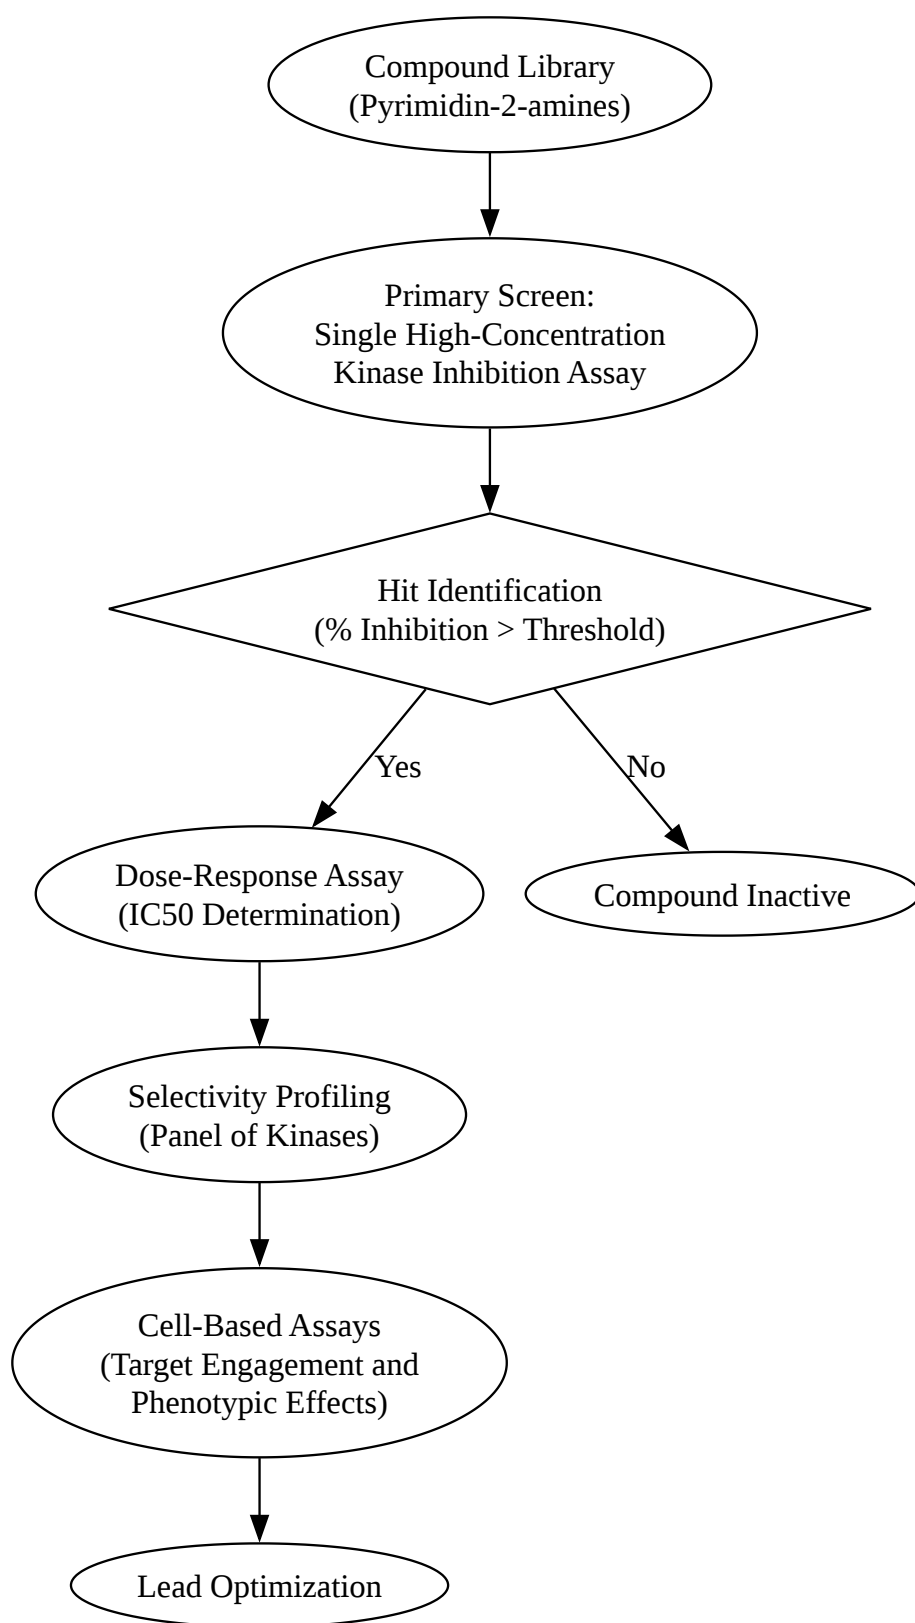 Compound Library
(Pyrimidin-2-amines)
Primary Screen:
Single High-Concentration
Kinase Inhibition Assay
Hit Identification
(% Inhibition > Threshold)
Yes
No
Dose-Response Assay
(IC50 Determination)
Compound Inactive
Selectivity Profiling
(Panel of Kinases)
Cell-Based Assays
(Target Engagement and
Phenotypic Effects)
Lead Optimization